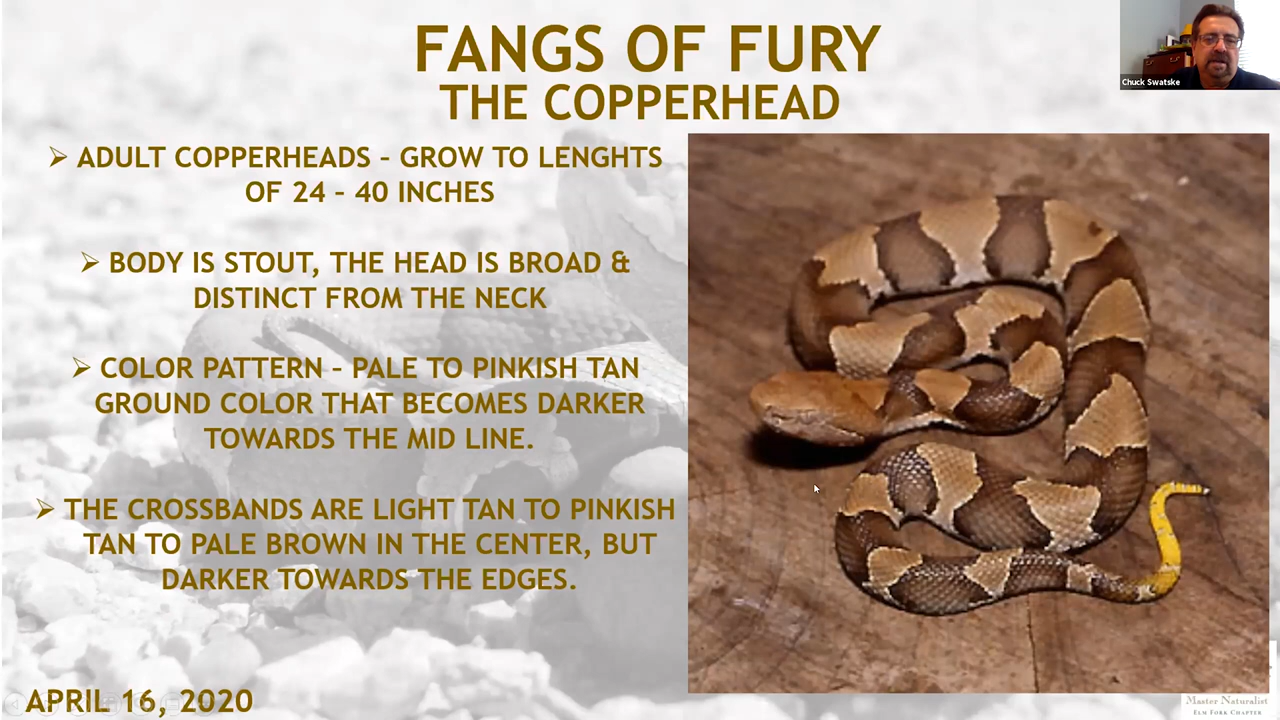 FANGS OF FURY
THE COPPERHEAD
Chuck Swatske
➢ ADULT COPPERHEADS – GROW TO LENGHTS
OF 24 – 40 INCHES
➢ BODY IS STOUT, THE HEAD IS BROAD &
DISTINCT FROM THE NECK
➢ COLOR PATTERN – PALE TO PINKISH TAN
GROUND COLOR THAT BECOMES DARKER
TOWARDS THE MID LINE.
➢ THE CROSSBANDS ARE LIGHT TAN TO PINKISH
TAN TO PALE BROWN IN THE CENTER, BUT
DARKER TOWARDS THE EDGES.
APRIL 16, 2020
Master Naturalist
ELM FORK CHAPTER